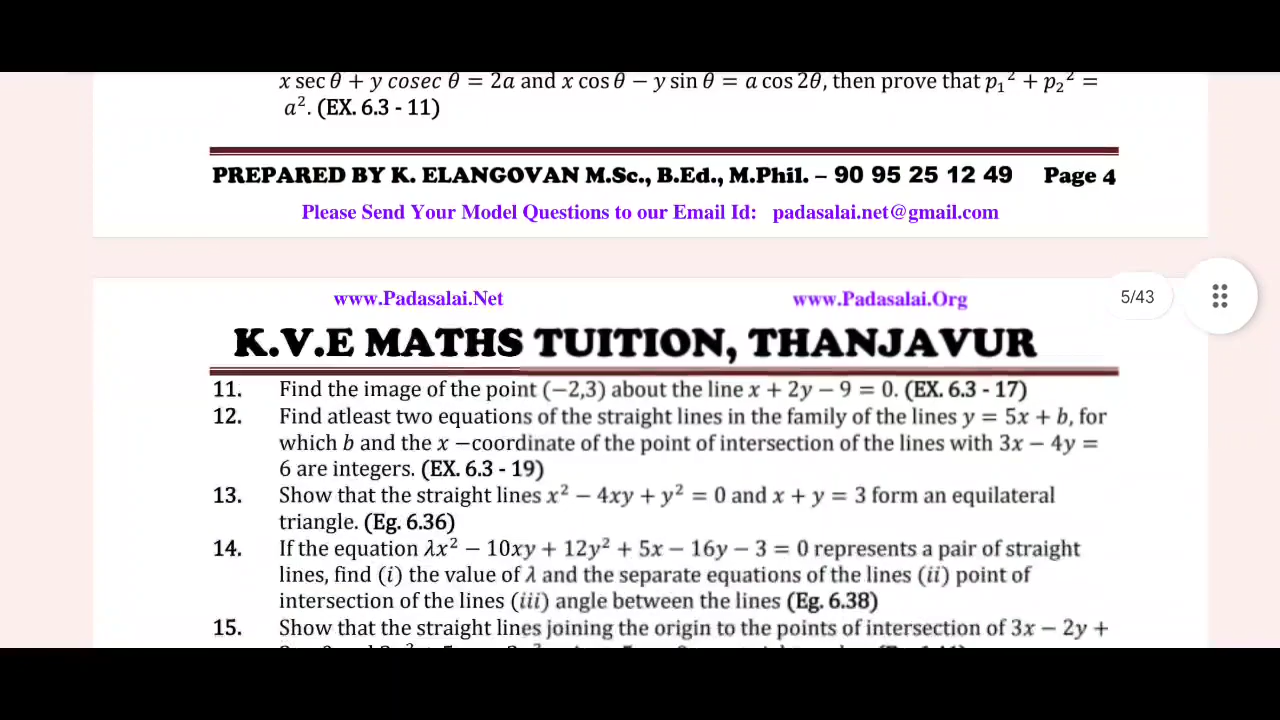 x sec θ + y cosec θ = 2a and x cos θ − y sin θ = a cos 2θ, then prove that p₁² + p₂² =
a². (EX. 6.3 - 11)
PREPARED BY K. ELANGOVAN M.Sc., B.Ed., M.Phil. – 90 95 25 12 49 Page 4
Please Send Your Model Questions to our Email Id: padasalai.net@gmail.com
www.Padasalai.Net www.Padasalai.Org
5/43
K.V.E MATHS TUITION, THANJAVUR
11. Find the image of the point (−2,3) about the line x + 2y − 9 = 0. (EX. 6.3 - 17)
12. Find atleast two equations of the straight lines in the family of the lines y = 5x + b, for
which b and the x −coordinate of the point of intersection of the lines with 3x − 4y =
6 are integers. (EX. 6.3 - 19)
13. Show that the straight lines x² − 4xy + y² = 0 and x + y = 3 form an equilateral
triangle. (Eg. 6.36)
14. If the equation λx² − 10xy + 12y² + 5x − 16y − 3 = 0 represents a pair of straight
lines, find (i) the value of λ and the separate equations of the lines (ii) point of
intersection of the lines (iii) angle between the lines (Eg. 6.38)
15. Show that the straight lines joining the origin to the points of intersection of 3x − 2y +